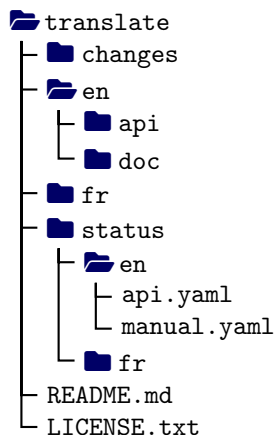 translate
changes
en
api
doc
fr
status
en
api.yaml
manual.yaml
fr
README.md
LICENSE.txt